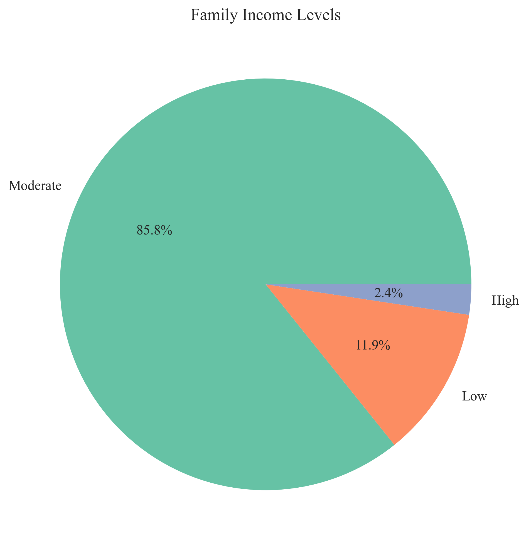 Family Income Levels
Moderate
85.8%
2.4%
High
11.9%
Low